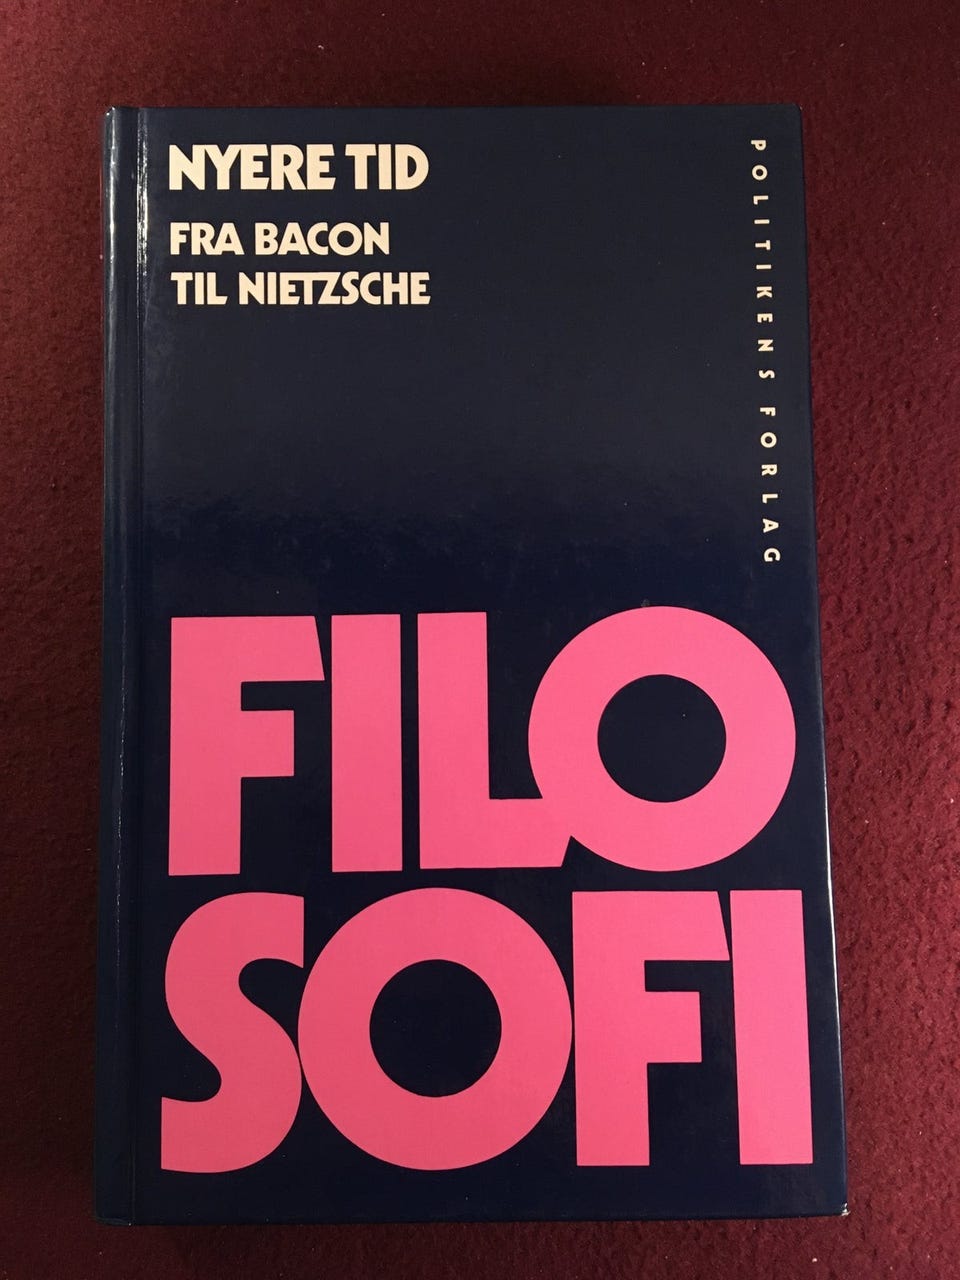 NYERE TID
FRA BACON
TIL NIETZSCHE
POLITIKENS FORLAG
FILO
SOFI